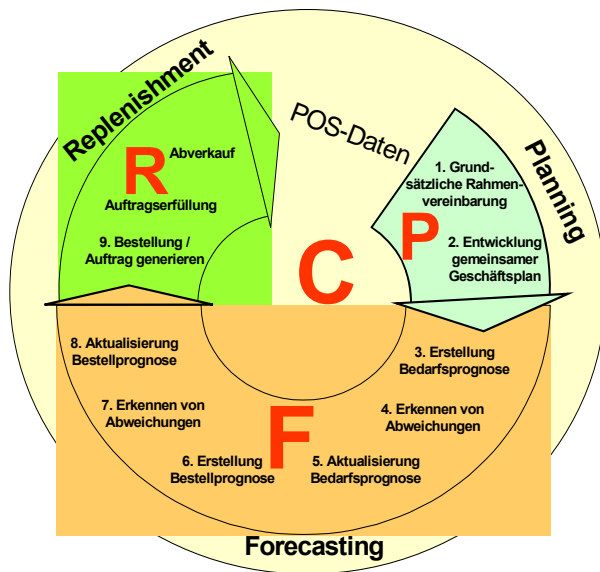 Replenishment
POS-Daten
Planning
R
Abverkauf
Auftragserfüllung
9. Bestellung /
Auftrag generieren
C
P
1. Grund-
sätzliche Rahmen-
vereinbarung
2. Entwicklung
gemeinsamer
Geschäftsplan
3. Erstellung
Bedarfsprognose
4. Erkennen von
Abweichungen
F
5. Aktualisierung
Bedarfsprognose
6. Erstellung
Bestellprognose
7. Erkennen von
Abweichungen
8. Aktualisierung
Bestellprognose
Forecasting